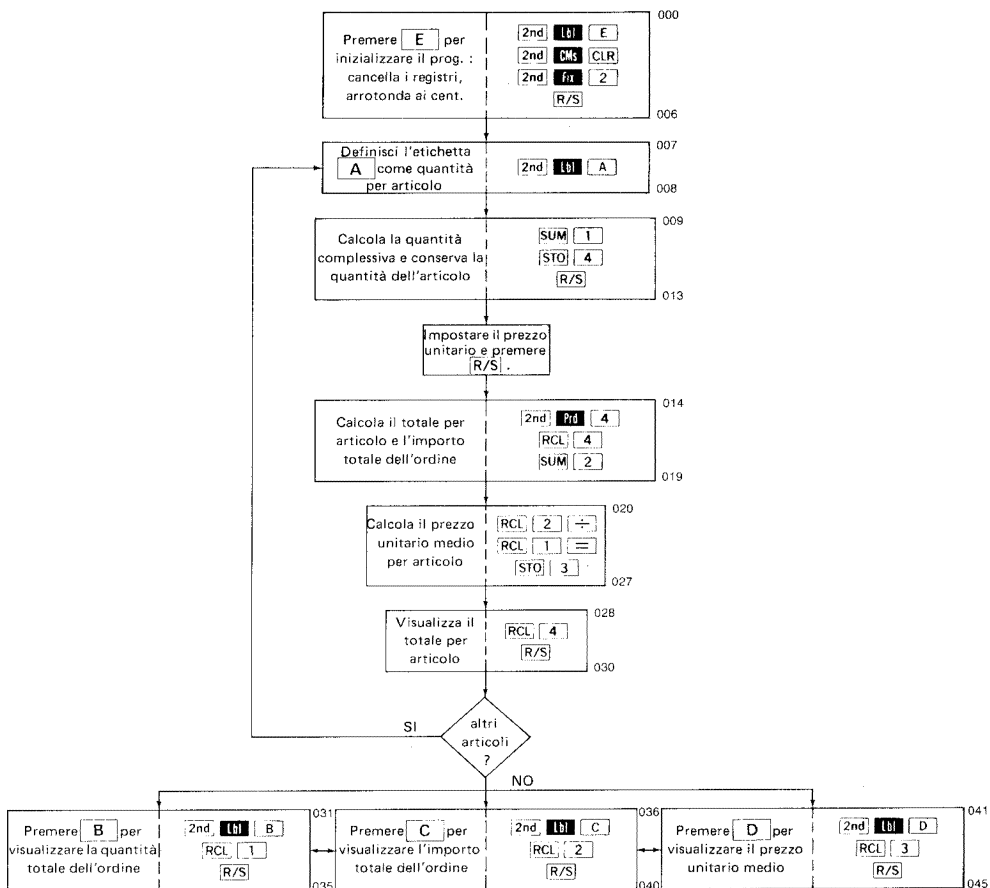 000
Premere E per
inizializzare il prog. :
cancella i registri,
arrotonda ai cent.
2nd Lbl E
2nd CMs CLR
2nd Fix 2
R/S
006
007
Definisci l'etichetta
A come quantità
per articolo
2nd Lbl A
008
009
Calcola la quantità
complessiva e conserva la
quantità dell'articolo
SUM 1
STO 4
R/S
013
Impostare il prezzo
unitario e premere
R/S .
014
Calcola il totale per
articolo e l'importo
totale dell'ordine
2nd Prd 4
RCL 4
SUM 2
019
020
Calcola il prezzo
unitario medio
per articolo
RCL 2 ÷
RCL 1 =
STO 3
027
028
Visualizza il
totale per
articolo
RCL 4
R/S
030
SI
altri
articoli
?
NO
031
Premere B per
visualizzare la quantità
totale dell'ordine
2nd Lbl B
RCL 1
R/S
035
036
Premere C per
visualizzare l'importo
totale dell'ordine
2nd Lbl C
RCL 2
R/S
040
041
Premere D per
visualizzare il prezzo
unitario medio
2nd Lbl D
RCL 3
R/S
045